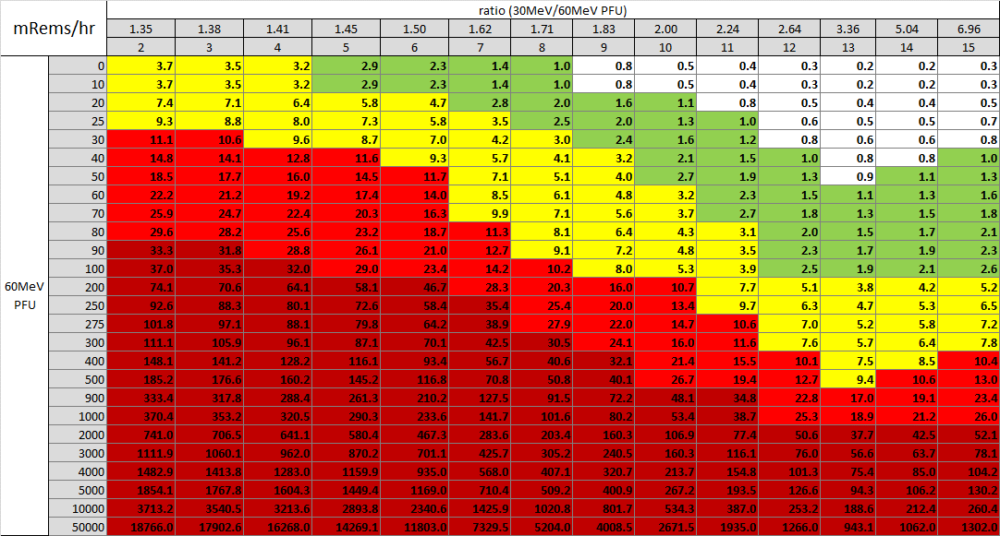 ratio (30MeV/60MeV PFU)
mRems/hr 1.35 1.38 1.41 1.45 1.50 1.62 1.71 1.83 2.00 2.24 2.64 3.36 5.04 6.96
2 3 4 5 6 7 8 9 10 11 12 13 14 15
0 3.7 3.5 3.2 2.9 2.3 1.4 1.0 0.8 0.5 0.4 0.3 0.2 0.2 0.3
10 3.7 3.5 3.2 2.9 2.3 1.4 1.0 0.8 0.5 0.4 0.3 0.2 0.2 0.3
20 7.4 7.1 6.4 5.8 4.7 2.8 2.0 1.6 1.1 0.8 0.5 0.4 0.4 0.5
25 9.3 8.8 8.0 7.3 5.8 3.5 2.5 2.0 1.3 1.0 0.6 0.5 0.5 0.7
30 11.1 10.6 9.6 8.7 7.0 4.2 3.0 2.4 1.6 1.2 0.8 0.6 0.6 0.8
40 14.8 14.1 12.8 11.6 9.3 5.7 4.1 3.2 2.1 1.5 1.0 0.8 0.8 1.0
50 18.5 17.7 16.0 14.5 11.7 7.1 5.1 4.0 2.7 1.9 1.3 0.9 1.1 1.3
60 22.2 21.2 19.2 17.4 14.0 8.5 6.1 4.8 3.2 2.3 1.5 1.1 1.3 1.6
70 25.9 24.7 22.4 20.3 16.3 9.9 7.1 5.6 3.7 2.7 1.8 1.3 1.5 1.8
80 29.6 28.2 25.6 23.2 18.7 11.3 8.1 6.4 4.3 3.1 2.0 1.5 1.7 2.1
90 33.3 31.8 28.8 26.1 21.0 12.7 9.1 7.2 4.8 3.5 2.3 1.7 1.9 2.3
100 37.0 35.3 32.0 29.0 23.4 14.2 10.2 8.0 5.3 3.9 2.5 1.9 2.1 2.6
60MeV 200 74.1 70.6 64.1 58.1 46.7 28.3 20.3 16.0 10.7 7.7 5.1 3.8 4.2 5.2
PFU 250 92.6 88.3 80.1 72.6 58.4 35.4 25.4 20.0 13.4 9.7 6.3 4.7 5.3 6.5
275 101.8 97.1 88.1 79.8 64.2 38.9 27.9 22.0 14.7 10.6 7.0 5.2 5.8 7.2
300 111.1 105.9 96.1 87.1 70.1 42.5 30.5 24.1 16.0 11.6 7.6 5.7 6.4 7.8
400 148.1 141.2 128.2 116.1 93.4 56.7 40.6 32.1 21.4 15.5 10.1 7.5 8.5 10.4
500 185.2 176.6 160.2 145.2 116.8 70.8 50.8 40.1 26.7 19.4 12.7 9.4 10.6 13.0
900 333.4 317.8 288.4 261.3 210.2 127.5 91.5 72.2 48.1 34.8 22.8 17.0 19.1 23.4
1000 370.4 353.2 320.5 290.3 233.6 141.7 101.6 80.2 53.4 38.7 25.3 18.9 21.2 26.0
2000 741.0 706.5 641.1 580.4 467.3 283.6 203.4 160.3 106.9 77.4 50.6 37.7 42.5 52.1
3000 1111.9 1060.1 962.0 870.2 701.1 425.7 305.2 240.5 160.3 116.1 76.0 56.6 63.7 78.1
4000 1482.9 1413.8 1283.0 1159.9 935.0 568.0 407.1 320.7 213.7 154.8 101.3 75.4 85.0 104.2
5000 1854.1 1767.8 1604.3 1449.4 1169.0 710.4 509.2 400.9 267.2 193.5 126.6 94.3 106.2 130.2
10000 3713.2 3540.5 3213.6 2893.8 2340.6 1425.9 1020.8 801.7 534.3 387.0 253.2 188.6 212.4 260.4
50000 18766.0 17902.6 16268.0 14269.1 11803.0 7329.5 5204.0 4008.5 2671.5 1935.0 1266.0 943.1 1062.0 1302.0